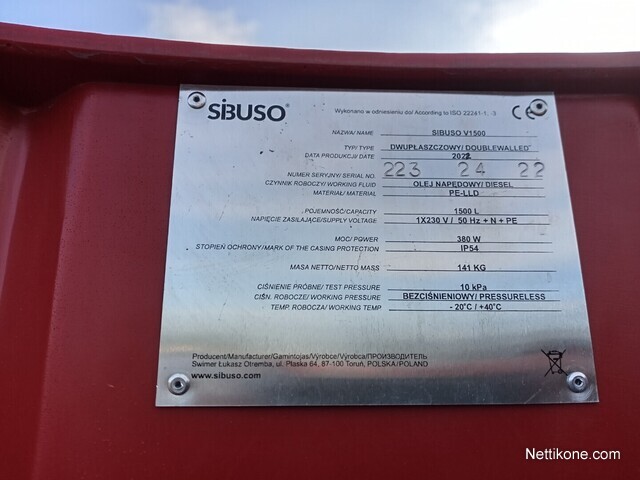 SIBUSO®
Wykonano w odniesieniu do/ According to ISO 22241-1...3
CE
NAZWA/ NAME SIBUSO V1500
TYP/ TYPE DWUPŁASZCZOWY/ DOUBLEWALLED
DATA PRODUKCJI/ DATE 2022
NUMER SERYJNY/ SERIAL NO. 223 24 22
CZYNNIK ROBOCZY/ WORKING FLUID OLEJ NAPĘDOWY/ DIESEL
MATERIAŁ/ MATERIAL PE-LLD
POJEMNOŚĆ/CAPACITY 1500 L
NAPIĘCIE ZASILAJĄCE/SUPPLY VOLTAGE 1X230 V / 50 Hz + N + PE
MOC/ POWER 380 W
STOPIEŃ OCHRONY/MARK OF THE CASING PROTECTION IP54
MASA NETTO/NETTO MASS 141 KG
CIŚNIENIE PRÓBNE/ TEST PRESSURE 10 kPa
CIŚN. ROBOCZE/ WORKING PRESSURE BEZCIŚNIENIOWY/ PRESSURELESS
TEMP. ROBOCZA/ WORKING TEMP - 20°C / +40°C
Producent/Manufacturer/Gamintojas/Výrobce/Výrobca/ПРОИЗВОДИТЕЛЬ
Swimer Łukasz Otremba, ul. Płaska 64, 87-100 Toruń, POLSKA/POLAND
www.sibuso.com
Nettikone.com